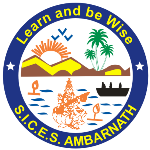 Learn and be Wise
S.I.C.E.S. AMBARNATH